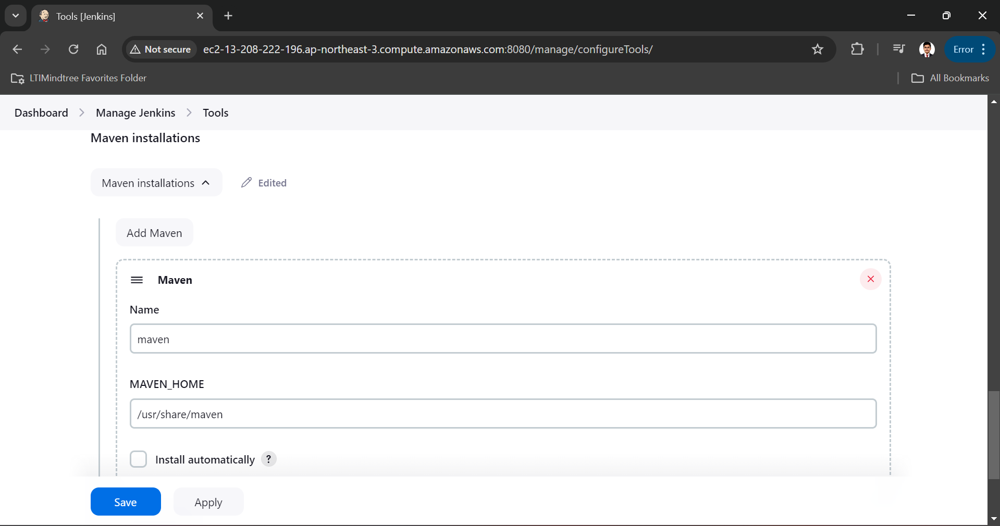 Tools [Jenkins]
Not secure
ec2-13-208-222-196.ap-northeast-3.compute.amazonaws.com:8080/manage/configureTools/
Error
LTIMindtree Favorites Folder
All Bookmarks
Dashboard
Manage Jenkins
Tools
Maven installations
Maven installations
Edited
Add Maven
Maven
Name
maven
MAVEN_HOME
/usr/share/maven
Install automatically ?
Save
Apply